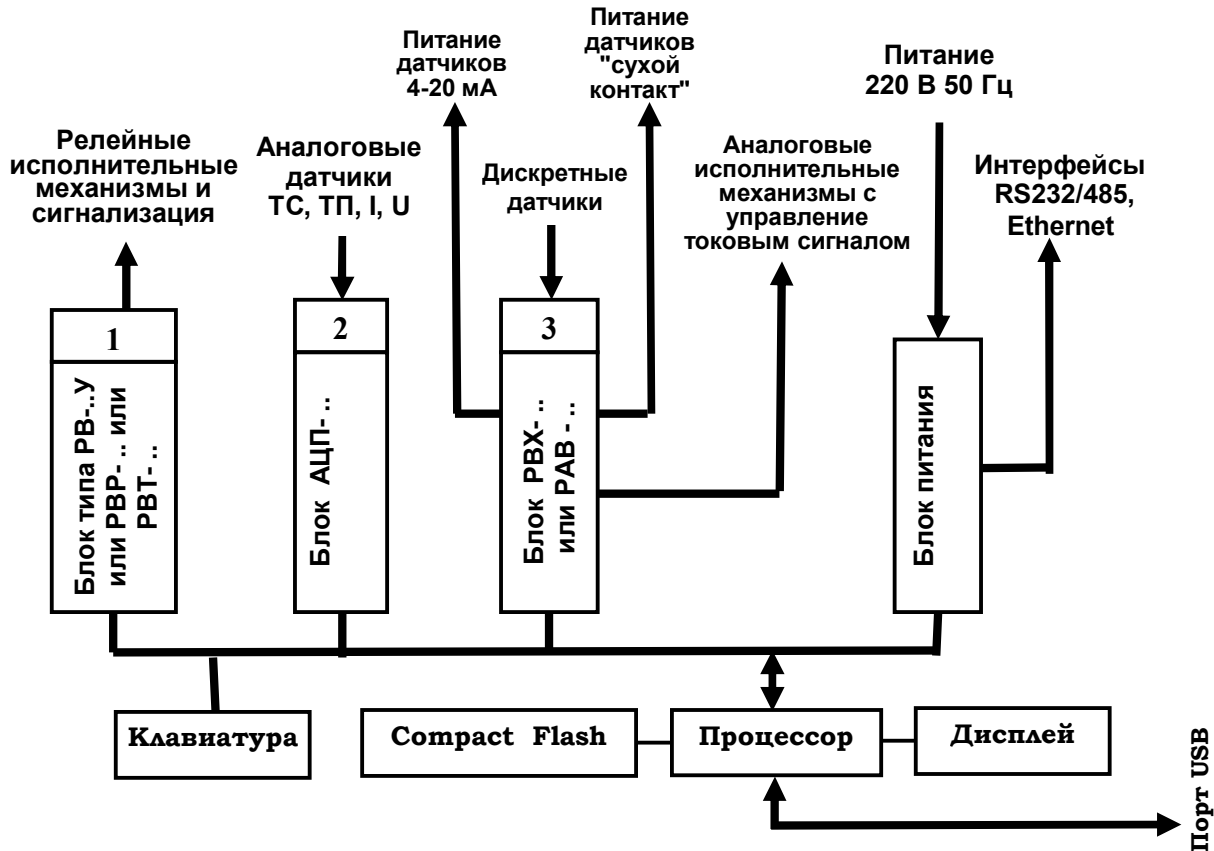 Питание
датчиков
4-20 мА
Питание
датчиков
"сухой
контакт"
Питание
220 В 50 Гц
Релейные
исполнительные
механизмы и
сигнализация
Аналоговые
датчики
ТС, ТП, I, U
Дискретные
датчики
Аналоговые
исполнительные
механизмы с
управление
токовым сигналом
Интерфейсы
RS232/485,
Ethernet
1
Блок типа РВ-..У
или РВР- .. или
РВТ- ..
2
Блок АЦП- ..
3
Блок РВХ- ..
или РАВ - ..
Блок питания
Клавиатура
Compact Flash
Процессор
Дисплей
Порт USB